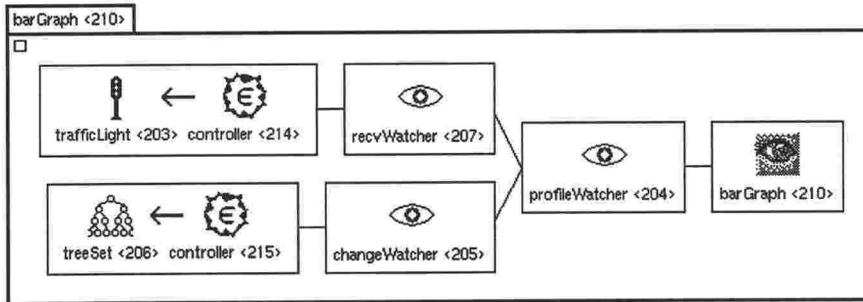 barGraph <210>
trafficLight <203> controller <214>
recvWatcher <207>
profileWatcher <204>
barGraph <210>
treeSet <206> controller <215>
changeWatcher <205>